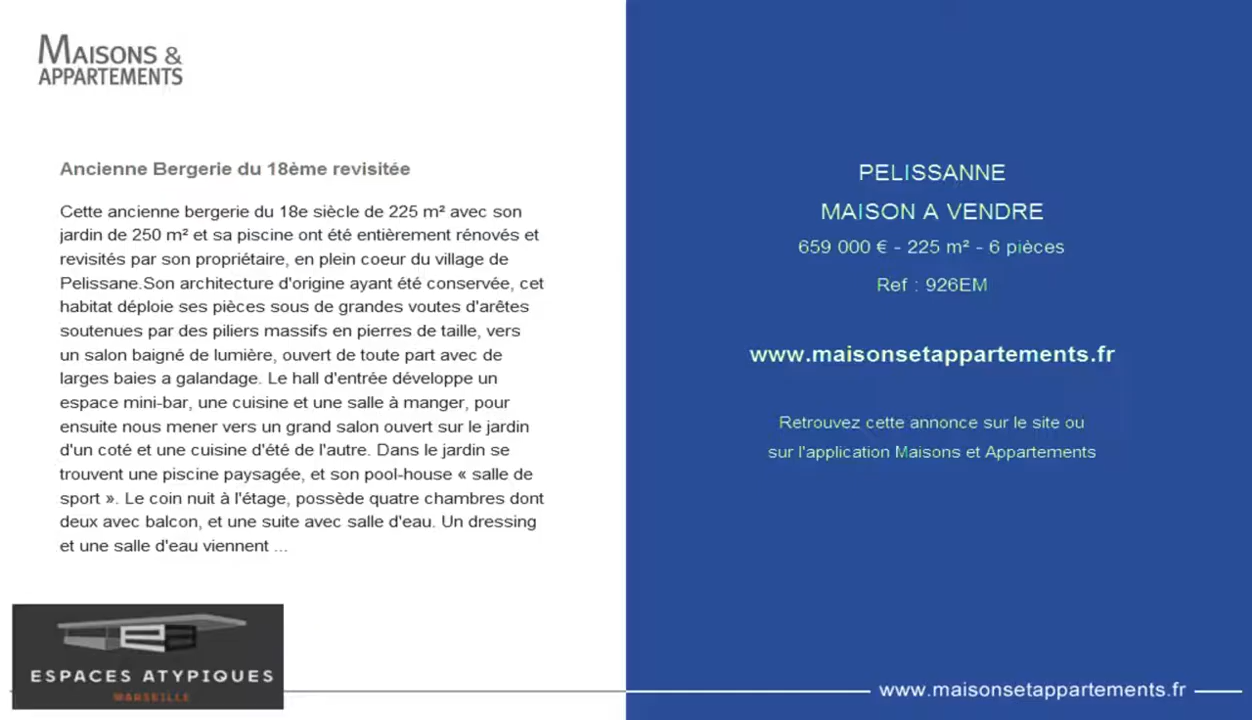 MAISONS &
APPARTEMENTS
Ancienne Bergerie du 18ème revisitée
Cette ancienne bergerie du 18e siècle de 225 m² avec son
jardin de 250 m² et sa piscine ont été entièrement rénovés et
revisités par son propriétaire, en plein coeur du village de
Pelissane.Son architecture d'origine ayant été conservée, cet
habitat déploie ses pièces sous de grandes voutes d'arêtes
soutenues par des piliers massifs en pierres de taille, vers
un salon baigné de lumière, ouvert de toute part avec de
larges baies a galandage. Le hall d'entrée développe un
espace mini-bar, une cuisine et une salle à manger, pour
ensuite nous mener vers un grand salon ouvert sur le jardin
d'un coté et une cuisine d'été de l'autre. Dans le jardin se
trouvent une piscine paysagée, et son pool-house « salle de
sport ». Le coin nuit à l'étage, possède quatre chambres dont
deux avec balcon, et une suite avec salle d'eau. Un dressing
et une salle d'eau viennent ...
ESPACES ATYPIQUES
MARSEILLE
PELISSANNE
MAISON A VENDRE
659 000 € - 225 m² - 6 pièces
Ref : 926EM
www.maisonsetappartements.fr
Retrouvez cette annonce sur le site ou
sur l'application Maisons et Appartements
www.maisonsetappartements.fr